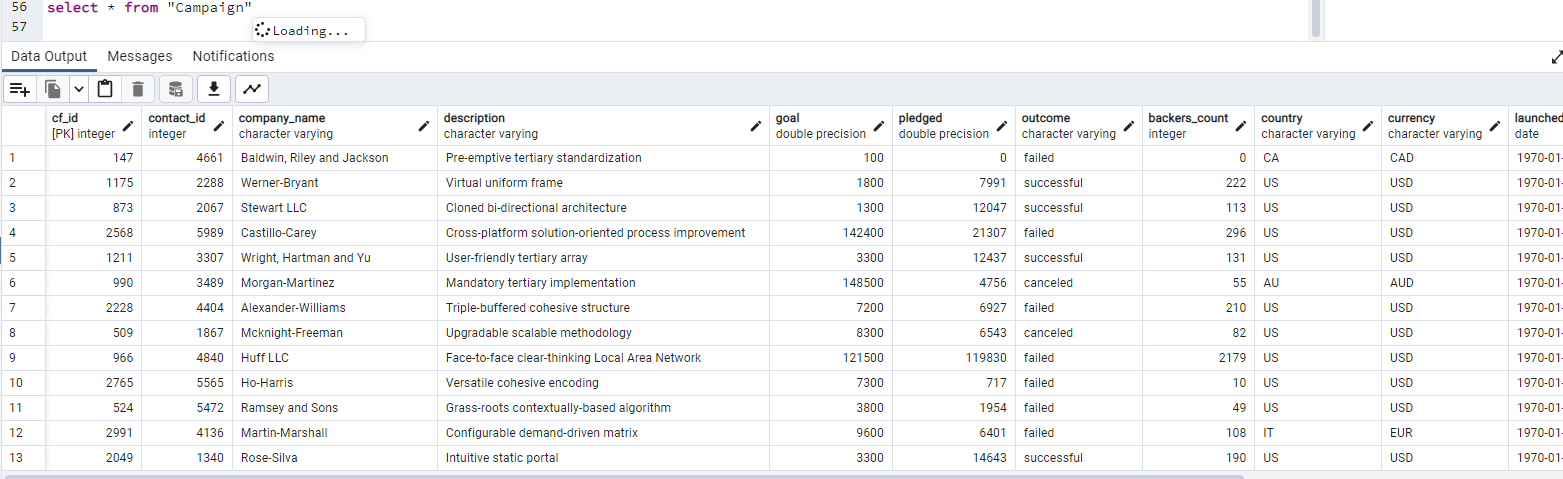 56 select * from "Campaign"
57
Loading...
Data Output Messages Notifications
cf_id contact_id company_name description goal pledged outcome backers_count country currency launched
[PK] integer integer character varying character varying double precision double precision character varying integer character varying character varying date
1 147 4661 Baldwin, Riley and Jackson Pre-emptive tertiary standardization 100 0 failed 0 CA CAD 1970-01-
2 1175 2288 Werner-Bryant Virtual uniform frame 1800 7991 successful 222 US USD 1970-01-
3 873 2067 Stewart LLC Cloned bi-directional architecture 1300 12047 successful 113 US USD 1970-01-
4 2568 5989 Castillo-Carey Cross-platform solution-oriented process improvement 142400 21307 failed 296 US USD 1970-01-
5 1211 3307 Wright, Hartman and Yu User-friendly tertiary array 3300 12437 successful 131 US USD 1970-01-
6 990 3489 Morgan-Martinez Mandatory tertiary implementation 148500 4756 canceled 55 AU AUD 1970-01-
7 2228 4404 Alexander-Williams Triple-buffered cohesive structure 7200 6927 failed 210 US USD 1970-01-
8 509 1867 Mcknight-Freeman Upgradable scalable methodology 8300 6543 canceled 82 US USD 1970-01-
9 966 4840 Huff LLC Face-to-face clear-thinking Local Area Network 121500 119830 failed 2179 US USD 1970-01-
10 2765 5565 Ho-Harris Versatile cohesive encoding 7300 717 failed 10 US USD 1970-01-
11 524 5472 Ramsey and Sons Grass-roots contextually-based algorithm 3800 1954 failed 49 US USD 1970-01-
12 2991 4136 Martin-Marshall Configurable demand-driven matrix 9600 6401 failed 108 IT EUR 1970-01-
13 2049 1340 Rose-Silva Intuitive static portal 3300 14643 successful 190 US USD 1970-01-